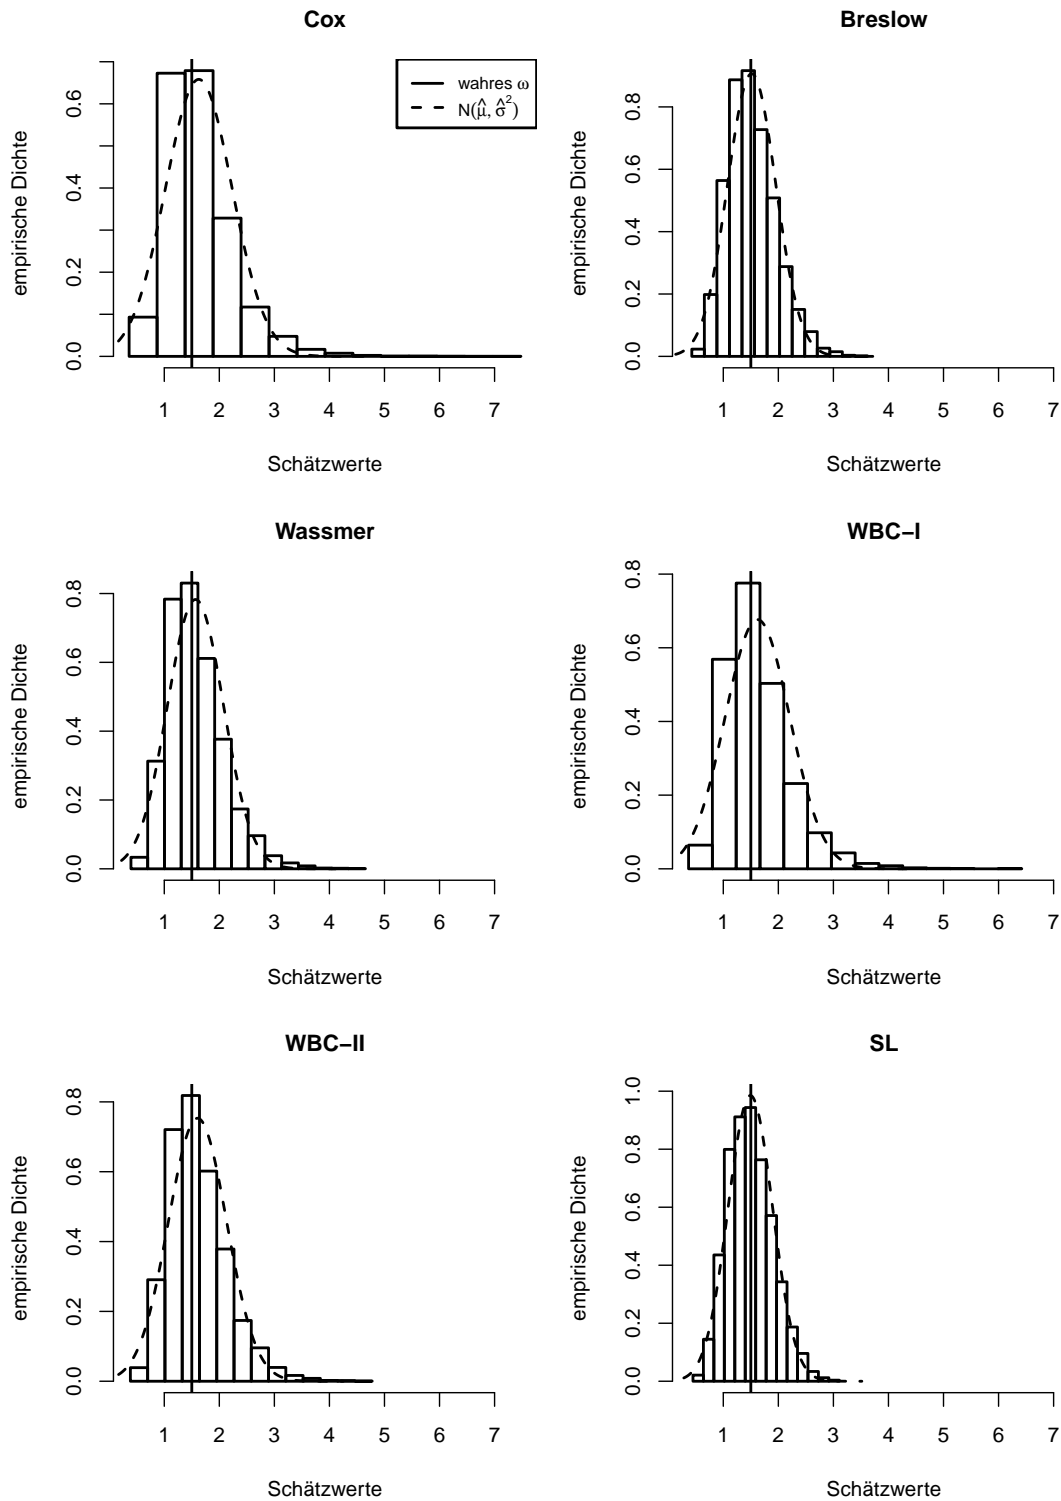 Cox
empirische Dichte
0.0 0.2 0.4 0.6
wahres ω
N(μ̂, σ̂²)
1 2 3 4 5 6 7
Schätzwerte
Breslow
empirische Dichte
0.0 0.2 0.4 0.6 0.8
1 2 3 4 5 6 7
Schätzwerte
Wassmer
empirische Dichte
0.0 0.2 0.4 0.6 0.8
1 2 3 4 5 6 7
Schätzwerte
WBC−I
empirische Dichte
0.0 0.2 0.4 0.6 0.8
1 2 3 4 5 6 7
Schätzwerte
WBC−II
empirische Dichte
0.0 0.2 0.4 0.6 0.8
1 2 3 4 5 6 7
Schätzwerte
SL
empirische Dichte
0.0 0.2 0.4 0.6 0.8 1.0
1 2 3 4 5 6 7
Schätzwerte